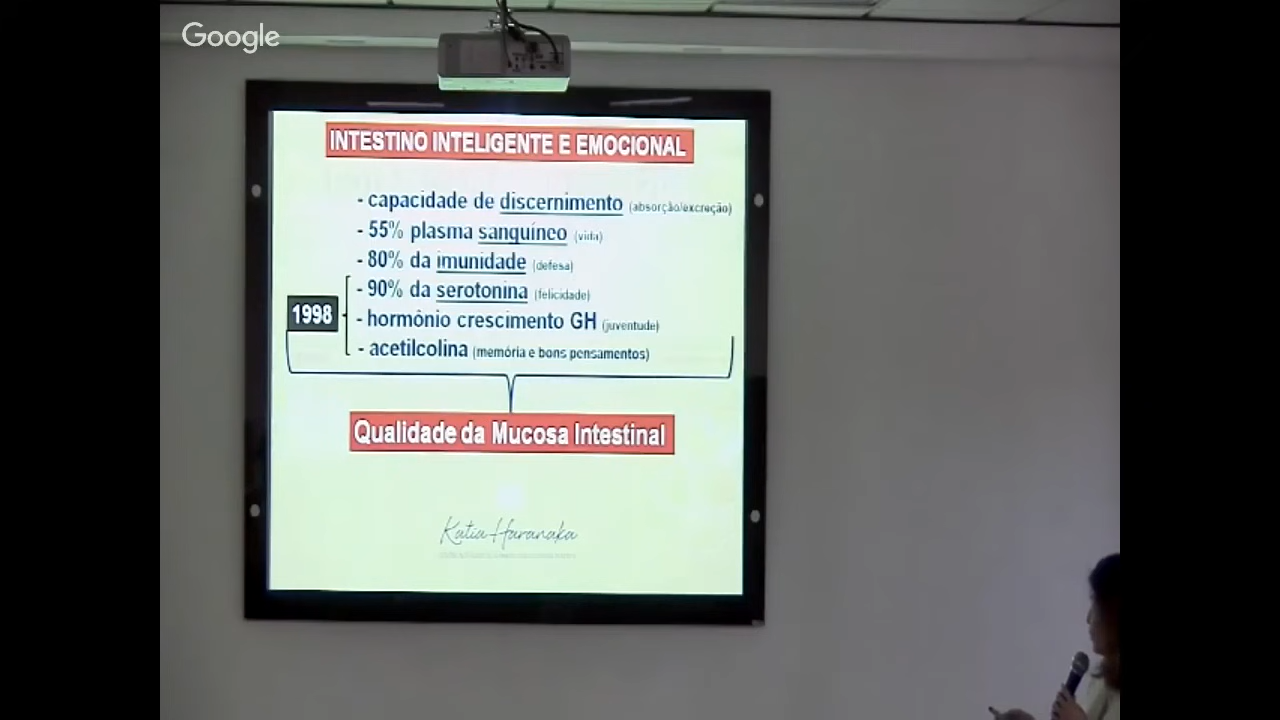 Google
INTESTINO INTELIGENTE E EMOCIONAL
- capacidade de discernimento (absorção/excreção)
- 55% plasma sanguíneo (vida)
- 80% da imunidade (defesa)
- 90% da serotonina (felicidade)
1998
- hormônio crescimento GH (juventude)
- acetilcolina (memória e bons pensamentos)
Qualidade da Mucosa Intestinal
Katia Haranaka